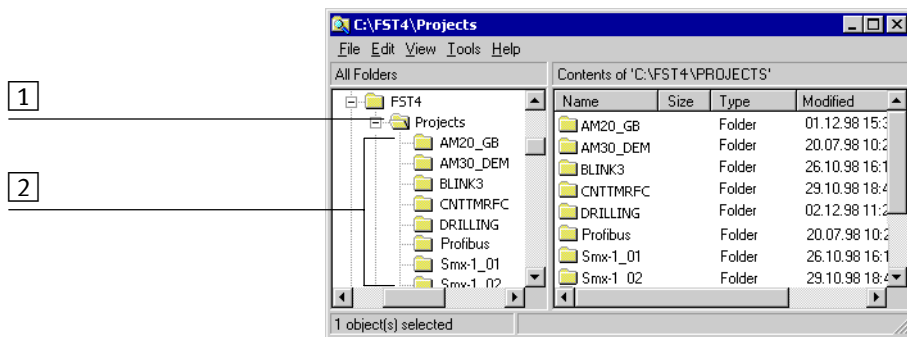 C:\FST4\Projects
File Edit View Tools Help
All Folders
Contents of 'C:\FST4\PROJECTS'
1
2
FST4
Projects
AM20_GB
AM30_DEM
BLINK3
CNTTMRFC
DRILLING
Profibus
Smx-1_01
Smx-1_02
Name Size Type Modified
AM20_GB Folder 01.12.98 15:3
AM30_DEM Folder 20.07.98 10:2
BLINK3 Folder 26.10.98 16:1
CNTTMRFC Folder 29.10.98 18:4
DRILLING Folder 02.12.98 11:2
Profibus Folder 20.07.98 10:2
Smx-1_01 Folder 26.10.98 16:1
Smx-1_02 Folder 29.10.98 18:4
1 object(s) selected